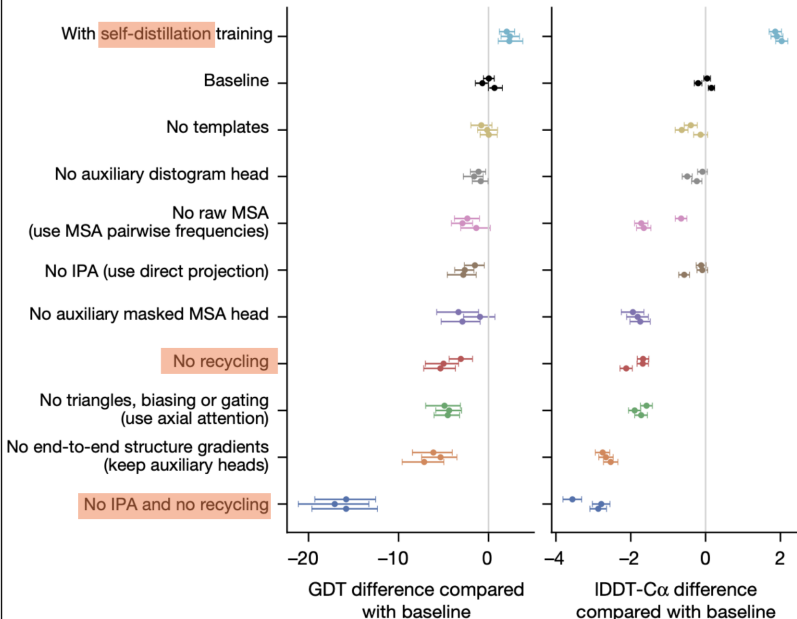 With self-distillation training
Baseline
No templates
No auxiliary distogram head
No raw MSA
(use MSA pairwise frequencies)
No IPA (use direct projection)
No auxiliary masked MSA head
No recycling
No triangles, biasing or gating
(use axial attention)
No end-to-end structure gradients
(keep auxiliary heads)
No IPA and no recycling
−20 −10 0
−4 −2 0 2
GDT difference compared
with baseline
lDDT-Cα difference
compared with baseline